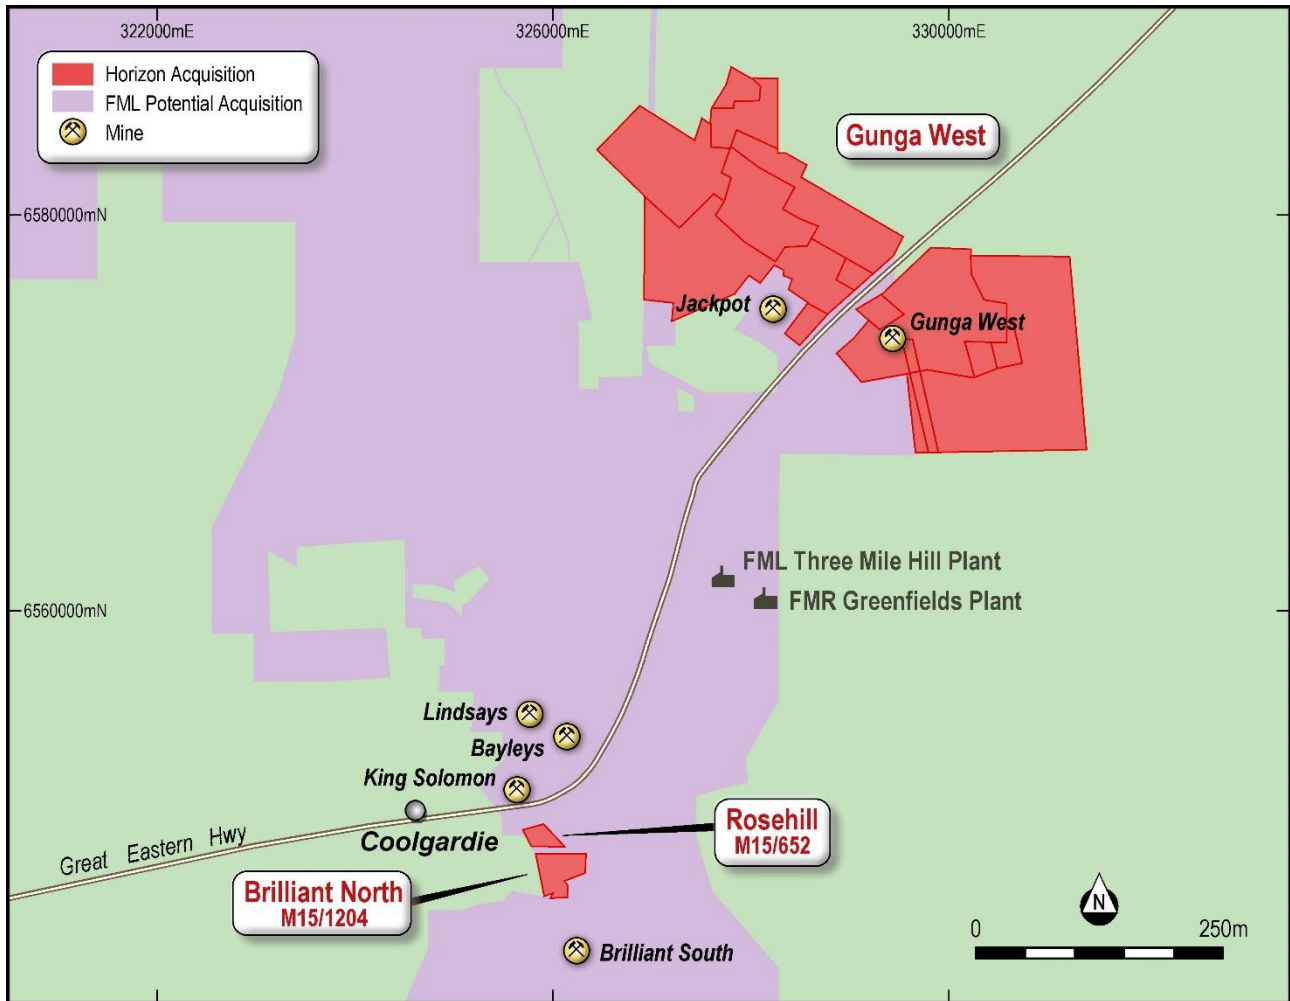 322000mE
326000mE
330000mE
Horizon Acquisition
FML Potential Acquisition
Mine
Gunga West
6580000mN
Jackpot
Gunga West
FML Three Mile Hill Plant
FMR Greenfields Plant
6560000mN
Lindsays
Bayleys
King Solomon
Coolgardie
Great Eastern Hwy
Rosehill
M15/652
Brilliant North
M15/1204
Brilliant South
N
0
250m